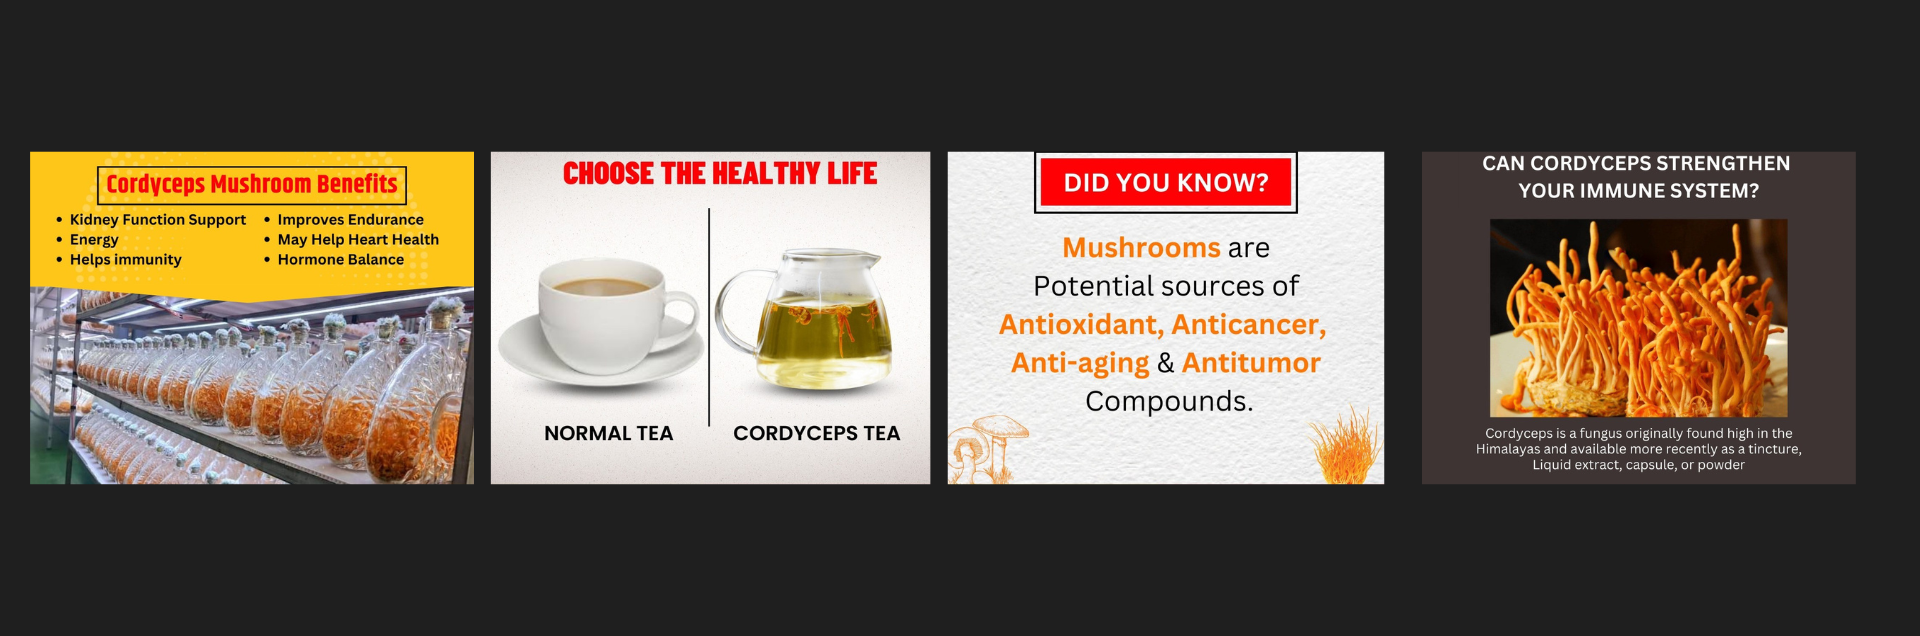 Cordyceps Mushroom Benefits
• Kidney Function Support
• Energy
• Helps immunity
• Improves Endurance
• May Help Heart Health
• Hormone Balance
CHOOSE THE HEALTHY LIFE
NORMAL TEA
CORDYCEPS TEA
DID YOU KNOW?
Mushrooms are
Potential sources of
Antioxidant, Anticancer,
Anti-aging & Antitumor
Compounds.
CAN CORDYCEPS STRENGTHEN
YOUR IMMUNE SYSTEM?
Cordyceps is a fungus originally found high in the
Himalayas and available more recently as a tincture,
Liquid extract, capsule, or powder